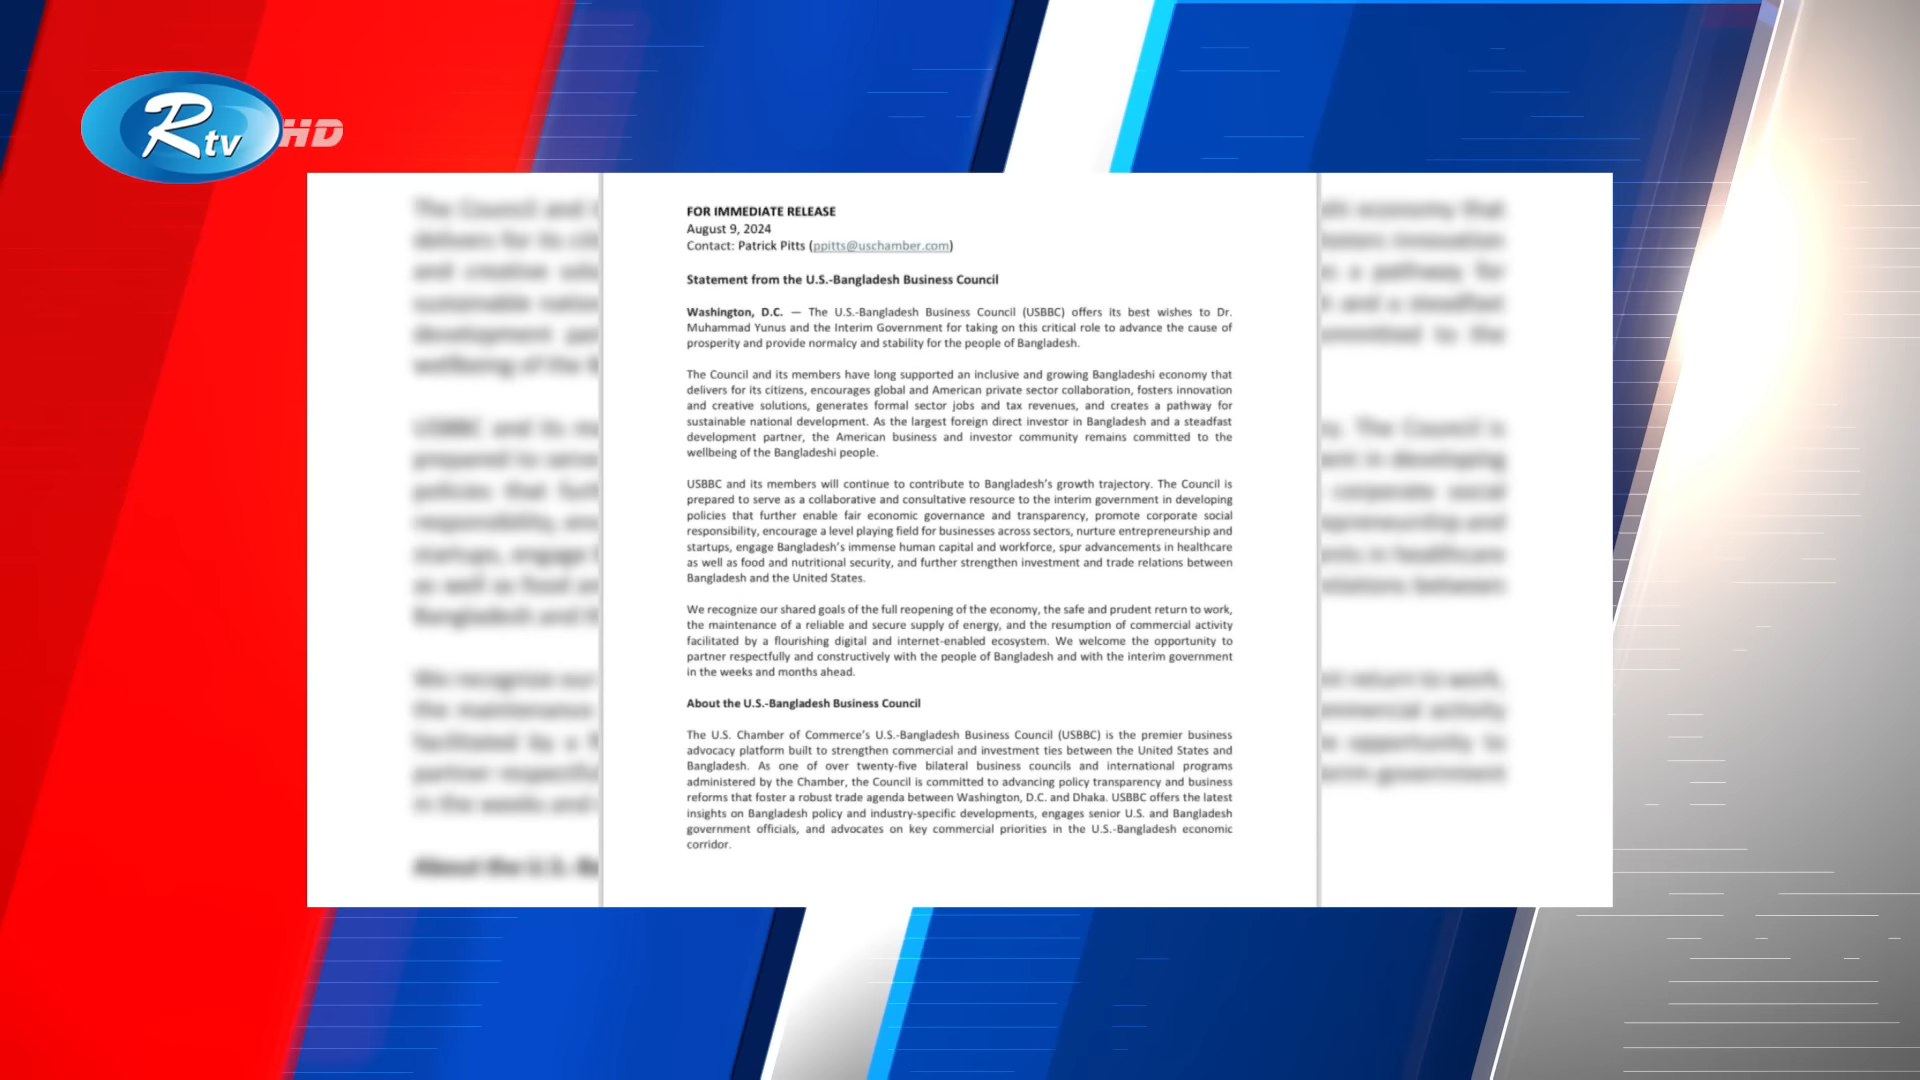 Rtv HD
FOR IMMEDIATE RELEASE
August 9, 2024
Contact: Patrick Pitts (ppitts@uschamber.com)
Statement from the U.S.-Bangladesh Business Council
Washington, D.C. — The U.S.-Bangladesh Business Council (USBBC) offers its best wishes to Dr.
Muhammad Yunus and the Interim Government for taking on this critical role to advance the cause of
prosperity and provide normalcy and stability for the people of Bangladesh.
The Council and its members have long supported an inclusive and growing Bangladeshi economy that
delivers for its citizens, encourages global and American private sector collaboration, fosters innovation
and creative solutions, generates formal sector jobs and tax revenues, and creates a pathway for
sustainable national development. As the largest foreign direct investor in Bangladesh and a steadfast
development partner, the American business and investor community remains committed to the
wellbeing of the Bangladeshi people.
USBBC and its members will continue to contribute to Bangladesh's growth trajectory. The Council is
prepared to serve as a collaborative and consultative resource to the interim government in developing
policies that further enable fair economic governance and transparency, promote corporate social
responsibility, encourage a level playing field for businesses across sectors, nurture entrepreneurship and
startups, engage Bangladesh's immense human capital and workforce, spur advancements in healthcare
as well as food and nutritional security, and further strengthen investment and trade relations between
Bangladesh and the United States.
We recognize our shared goals of the full reopening of the economy, the safe and prudent return to work,
the maintenance of a reliable and secure supply of energy, and the resumption of commercial activity
facilitated by a flourishing digital and internet-enabled ecosystem. We welcome the opportunity to
partner respectfully and constructively with the people of Bangladesh and with the interim government
in the weeks and months ahead.
About the U.S.-Bangladesh Business Council
The U.S. Chamber of Commerce's U.S.-Bangladesh Business Council (USBBC) is the premier business
advocacy platform built to strengthen commercial and investment ties between the United States and
Bangladesh. As one of over twenty-five bilateral business councils and international programs
administered by the Chamber, the Council is committed to advancing policy transparency and business
reforms that foster a robust trade agenda between Washington, D.C. and Dhaka. USBBC offers the latest
insights on Bangladesh policy and industry-specific developments, engages senior U.S. and Bangladesh
government officials, and advocates on key commercial priorities in the U.S.-Bangladesh economic
corridor.